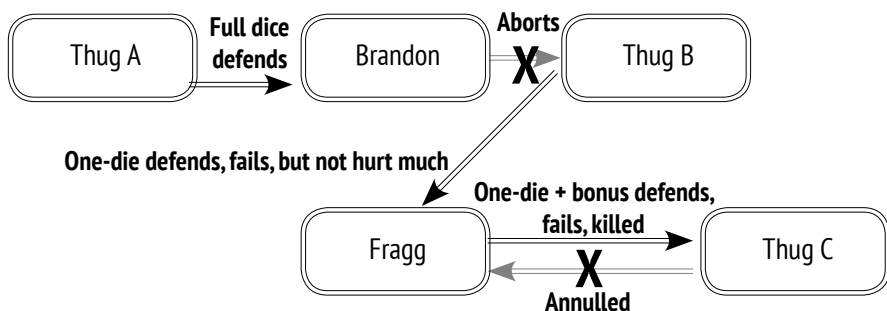 Full dice
defends
Aborts
Thug A
Brandon
X
Thug B
One-die defends, fails, but not hurt much
One-die + bonus defends,
fails, killed
Fragg
Thug C
X
Annulled